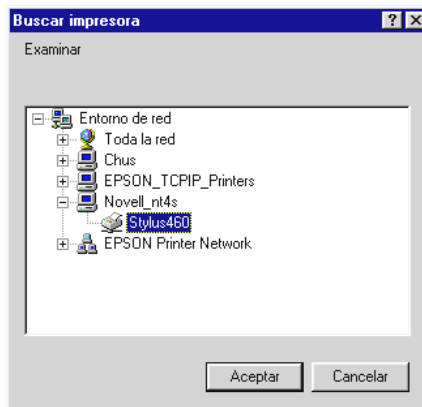 Buscar impresora
Examinar
Entorno de red
Toda la red
Chus
EPSON_TCPIP_Printers
Novell_nt4s
Stylus460
EPSON Printer Network
Aceptar Cancelar